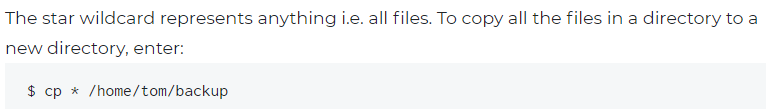 The star wildcard represents anything i.e. all files. To copy all the files in a directory to a
new directory, enter:
$ cp * /home/tom/backup